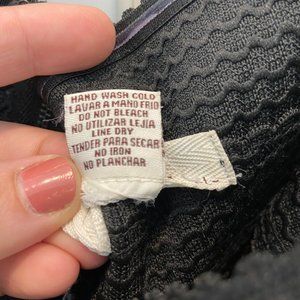 HAND WASH COLD
LAVAR A MANO FRIO
DO NOT BLEACH
NO UTILIZAR LEJIA
LINE DRY
TENDER PARA SECAR
NO IRON
NO PLANCHAR